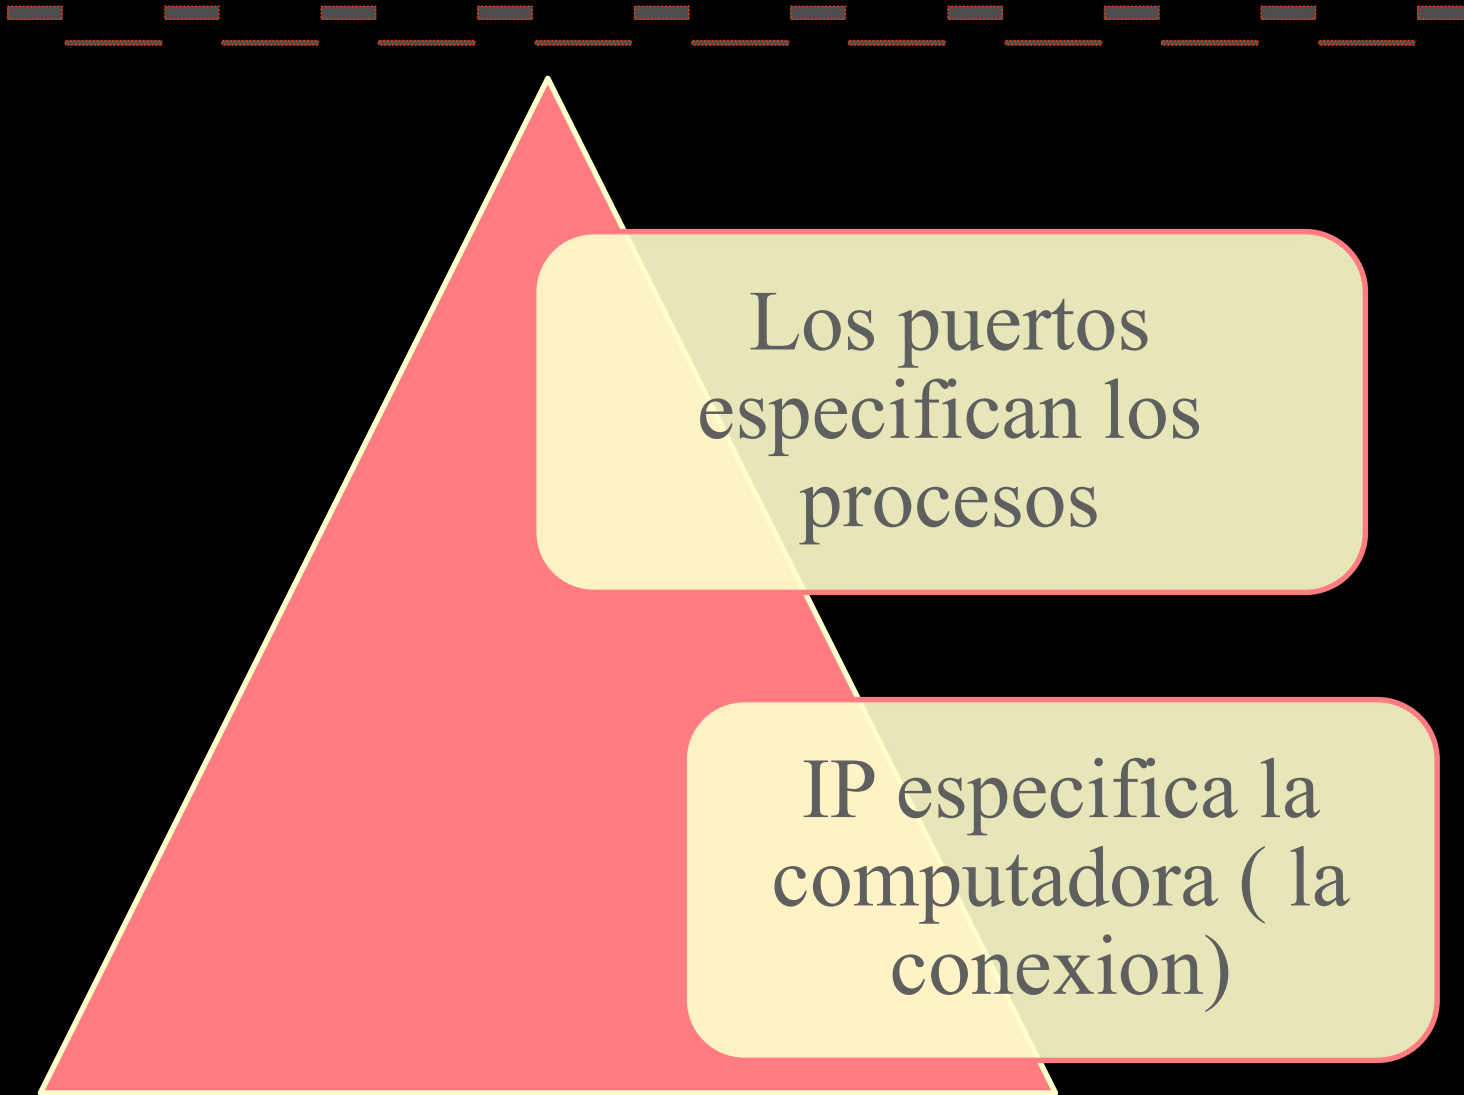 Los puertos
especifican los
procesos
IP especifica la
computadora ( la
conexion)